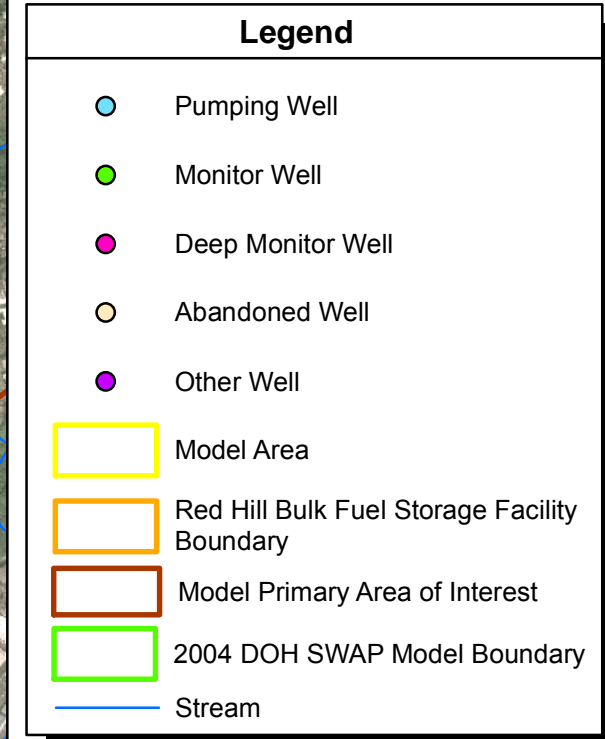 Legend
Pumping Well
Monitor Well
Deep Monitor Well
Abandoned Well
Other Well
Model Area
Red Hill Bulk Fuel Storage Facility
Boundary
Model Primary Area of Interest
2004 DOH SWAP Model Boundary
Stream